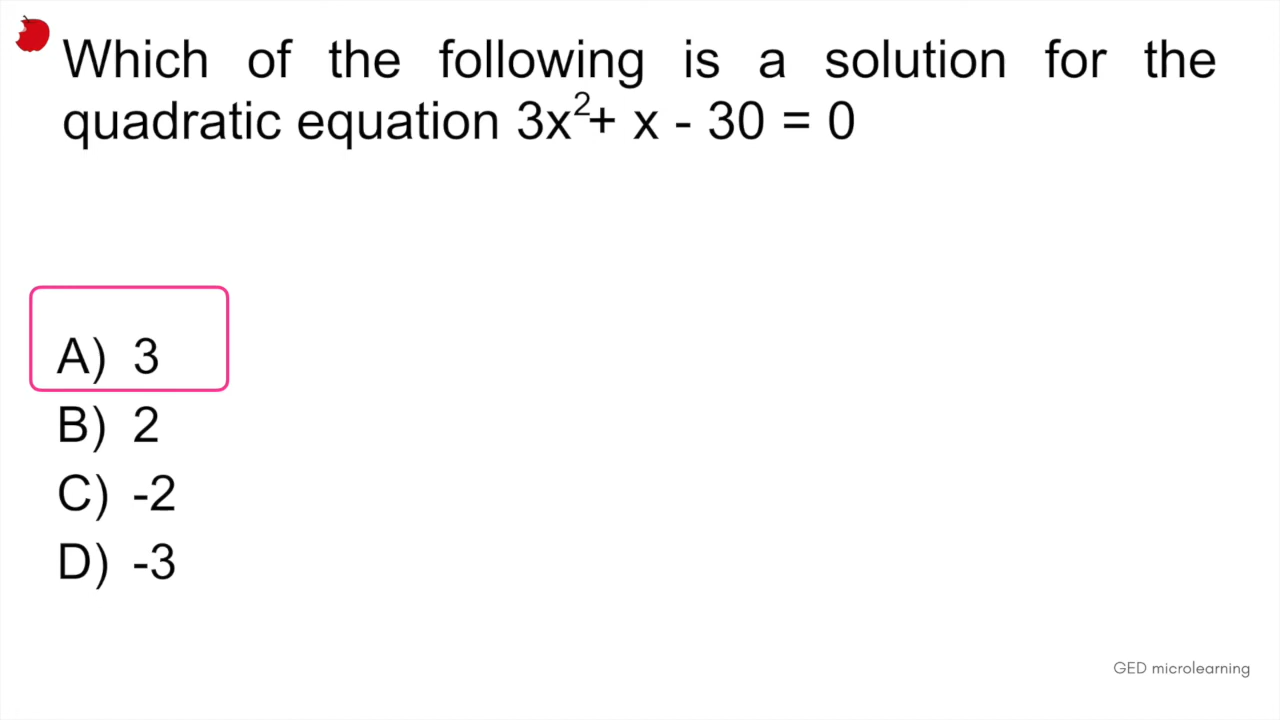 Which of the following is a solution for the
quadratic equation 3x²+ x - 30 = 0
A) 3
B) 2
C) -2
D) -3
GED microlearning